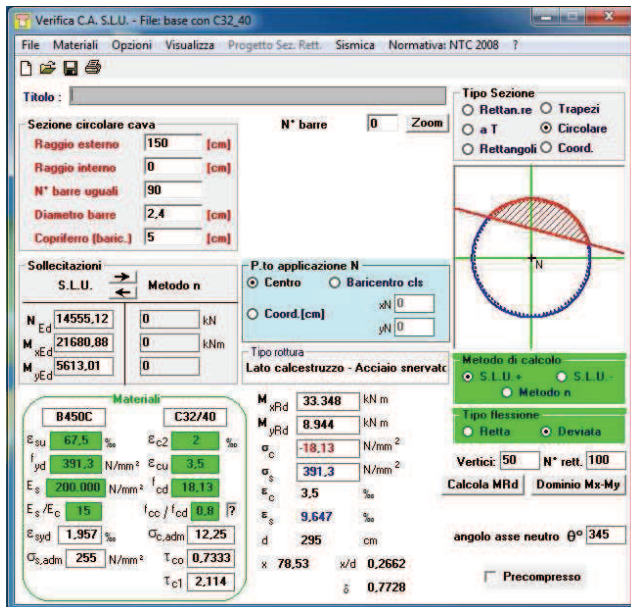 Verifica C.A. S.L.U. - File: base con C32_40
File Materiali Opzioni Visualizza Progetto Sez. Rett. Sismica Normativa: NTC 2008 ?
Titolo :
Tipo Sezione
Rettan.re Trapezi
a T Circolare
Rettangoli Coord.
Sezione circolare cava
N° barre 0 Zoom
Raggio esterno 150 [cm]
Raggio interno 0 [cm]
N° barre uguali 90
Diametro barre 2,4 [cm]
Copriferro (baric.) 5 [cm]
N
Sollecitazioni
S.L.U. Metodo n
N Ed 14555,12 0 kN
M xEd 21680,88 0 kNm
M yEd 5613,01 0
P.to applicazione N
Centro Baricentro cls
Coord.[cm] xN 0
yN 0
Tipo rottura
Lato calcestruzzo - Acciaio snervato
Metodo di calcolo
S.L.U.+ S.L.U.-
Metodo n
Tipo flessione
Retta Deviata
Materiali
B450C C32/40
εsu 67,5 ‰ εc2 2 ‰
fyd 391,3 N/mm² εcu 3,5
Es 200.000 N/mm² fcd 18,13
Es/Ec 15 fcc/fcd 0,8 ?
εsyd 1,957 ‰ σc,adm 12,25
σs,adm 255 N/mm² τco 0,7333
τc1 2,114
M xRd 33.348 kN m
M yRd 8.944 kN m
σc -18,13 N/mm²
σs 391,3 N/mm²
εc 3,5 ‰
εs 9,647 ‰
d 295 cm
x 78,53 x/d 0,2662
δ 0,7728
Vertici: 50 N° rett. 100
Calcola MRd Dominio Mx-My
angolo asse neutro θ° 345
Precompresso